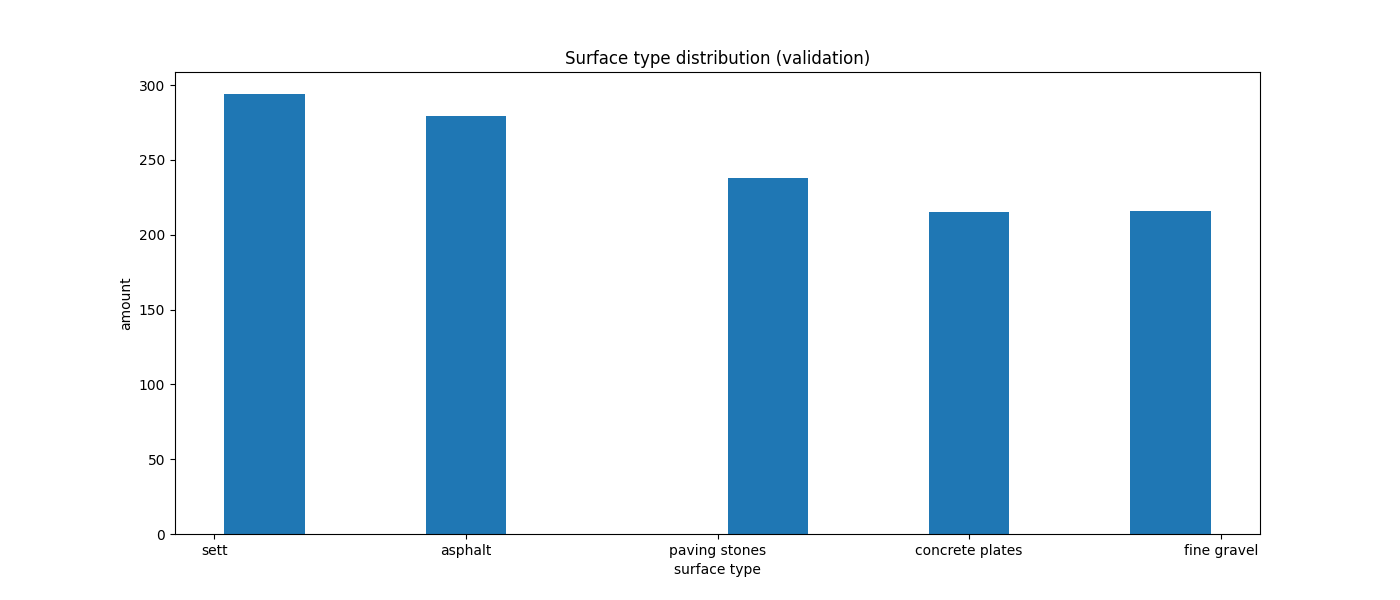 Surface type distribution (validation)
300
250
200
150
100
50
0
amount
sett asphalt paving stones concrete plates fine gravel
surface type